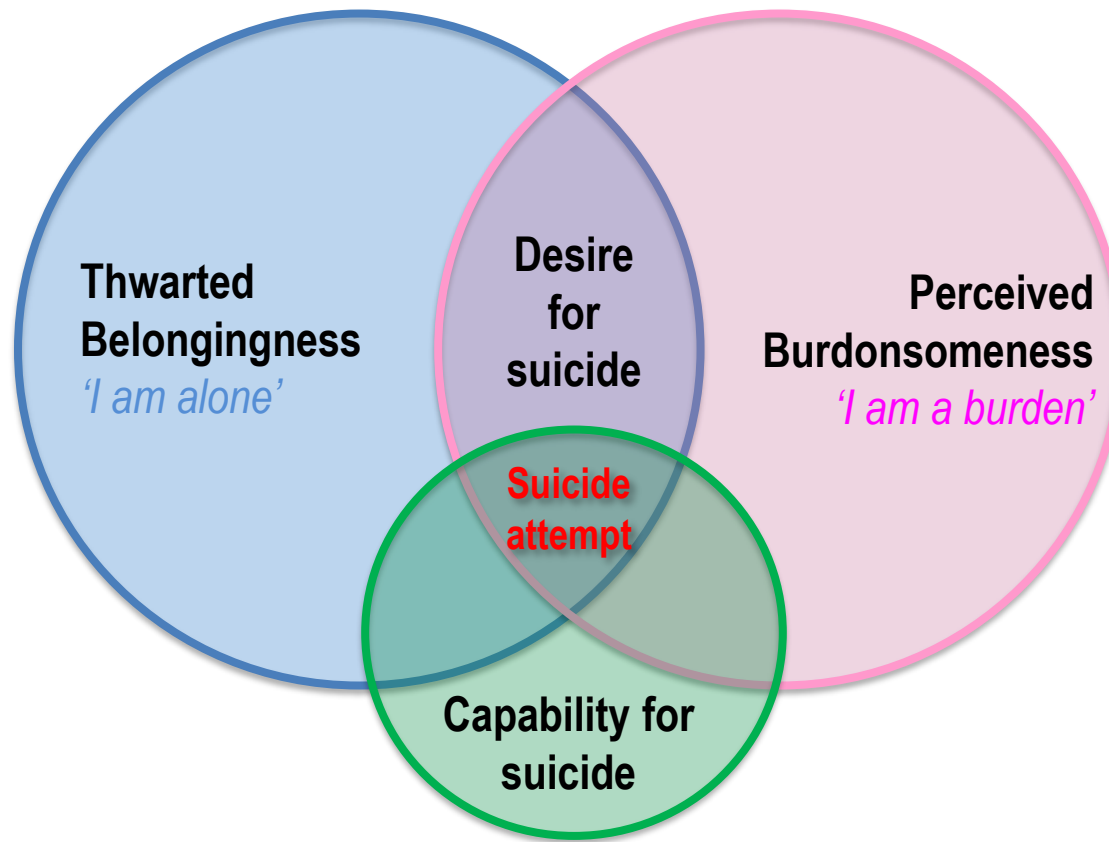 Thwarted
Belongingness
‘I am alone’
Desire
for
suicide
Perceived
Burdonsomeness
‘I am a burden’
Suicide
attempt
Capability for
suicide